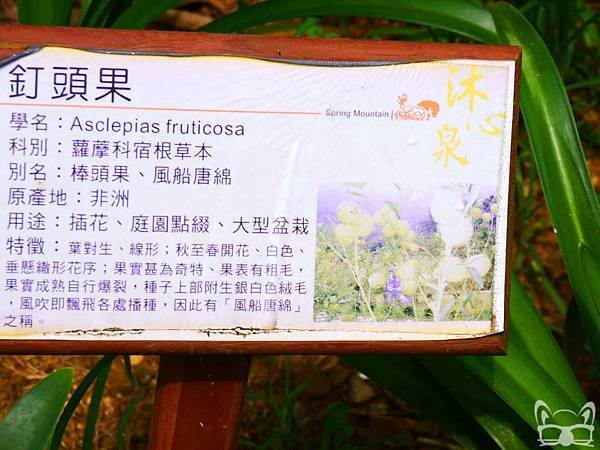 釘頭果
Spring Mountain
沐心泉
學名：Asclepias fruticosa
科別：蘿藦科宿根草本
別名：棒頭果、風船唐綿
原產地：非洲
用途：插花、庭園點綴、大型盆栽
特徵：葉對生、線形；秋至春開花、白色、
垂懸繖形花序；果實甚為奇特、果表有粗毛，
果實成熟自行爆裂，種子上部附生銀白色絨毛
，風吹即飄飛各處播種，因此有「風船唐綿」
之稱。